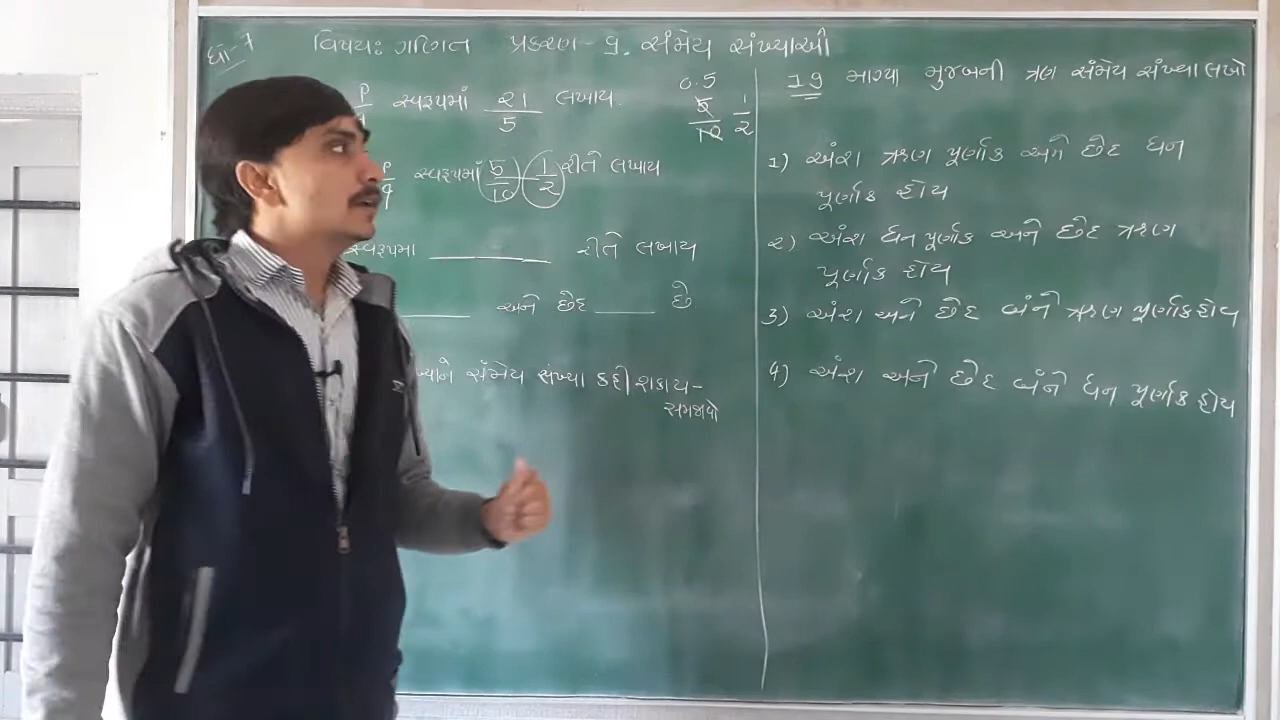 ધો-7 વિષયઃ ગણિત પ્રકરણ- 9. સંમેય સંખ્યાઓ
P/q સ્વરૂપમાં 21/5 લખાય.
0.5
5/10 1/2
P/q સ્વરૂપમાં 5/10 1/2 રીતે લખાય
સ્વરૂપમાં ________ રીતે લખાય
______ અને છેદ _____ છે
સંમેય સંખ્યા કહી શકાય-
સમજાવો
19 માગ્યા મુજબની ત્રણ સંમેય સંખ્યા લખો
1) અંશ ઋણ પૂર્ણાંક અને છેદ ધન
પૂર્ણાંક હોય
2) અંશ ધન પૂર્ણાંક અને છેદ ઋણ
પૂર્ણાંક હોય
3) અંશ અને છેદ બંને ઋણ પૂર્ણાંક હોય
4) અંશ અને છેદ બંને ધન પૂર્ણાંક હોય